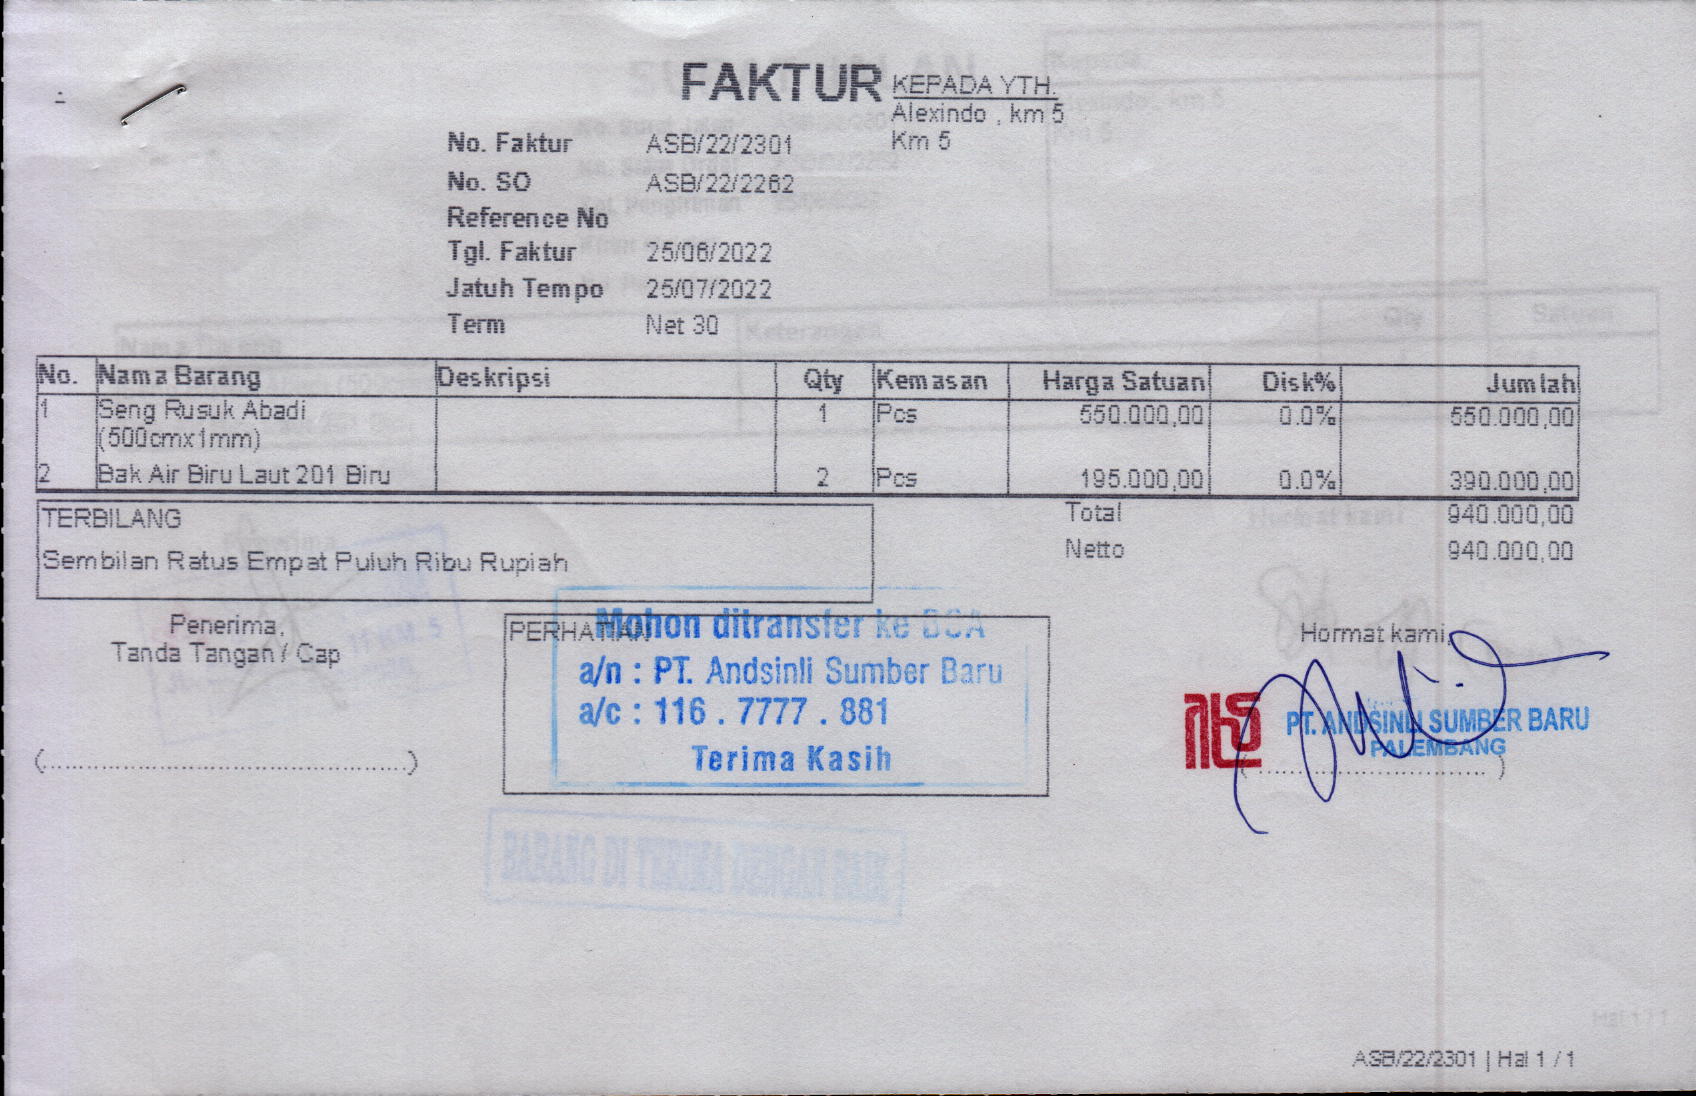 FAKTUR
KEPADA YTH.
Alexindo , km 5
Km 5
No. Faktur ASB/22/2301
No. SO ASB/22/2262
Reference No
Tgl. Faktur 25/06/2022
Jatuh Tempo 25/07/2022
Term Net 30
No. Nama Barang Deskripsi Qty Kemasan Harga Satuan Disk% Jumlah
1 Seng Rusuk Abadi 1 Pcs 550.000,00 0.0% 550.000,00
(500cmx1mm)
2 Bak Air Biru Laut 201 Biru 2 Pcs 195.000,00 0.0% 390.000,00
TERBILANG
Sembilan Ratus Empat Puluh Ribu Rupiah
Total 940.000,00
Netto 940.000,00
Penerima,
Tanda Tangan / Cap
(................................................)
PERHATIAN
Mohon ditransfer ke BCA
a/n : PT. Andsinli Sumber Baru
a/c : 116 . 7777 . 881
Terima Kasih
Hormat kami,
PT. ANDSINLI SUMBER BARU
PALEMBANG
(................................)
BARANG DI TERIMA DENGAN BAIK
Hal 1 / 1
ASB/22/2301 | Hal 1 / 1